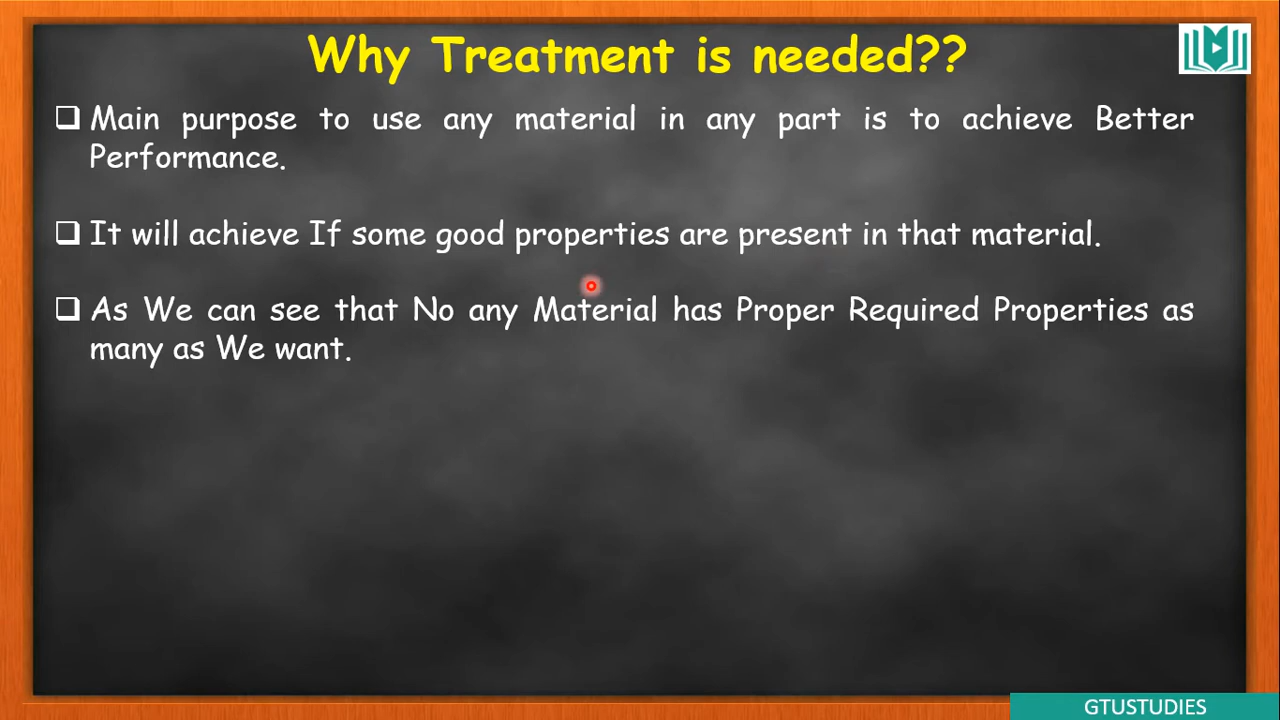 Why Treatment is needed??
Main purpose to use any material in any part is to achieve Better
Performance.
It will achieve If some good properties are present in that material.
As We can see that No any Material has Proper Required Properties as
many as We want.
GTUSTUDIES